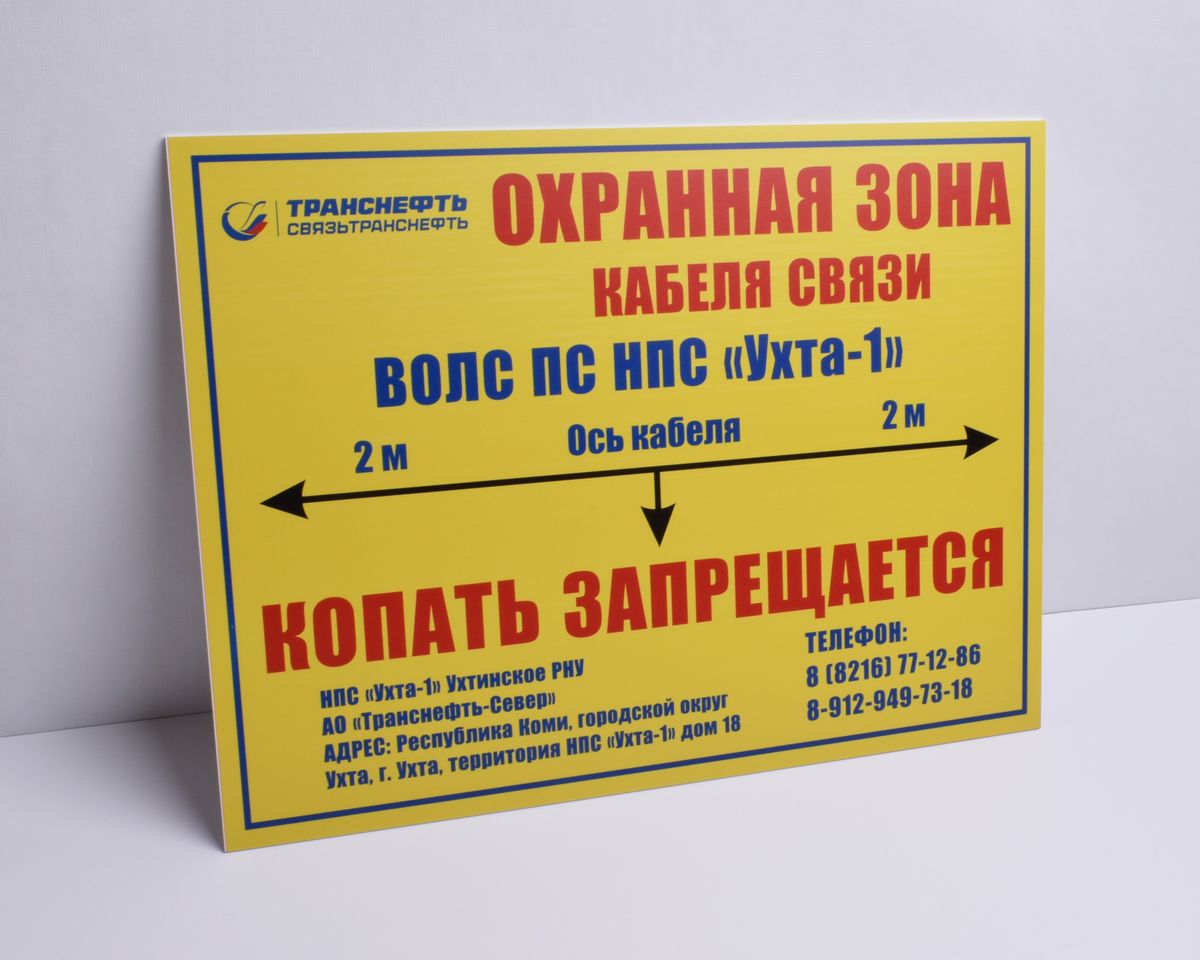 ТРАНСНЕФТЬ
СВЯЗЬТРАНСНЕФТЬ
ОХРАННАЯ ЗОНА
КАБЕЛЯ СВЯЗИ
ВОЛС ПС НПС «Ухта-1»
2 м
Ось кабеля
2 м
КОПАТЬ ЗАПРЕЩАЕТСЯ
НПС «Ухта-1» Ухтинское РНУ
АО «Транснефть-Север»
АДРЕС: Республика Коми, городской округ
Ухта, г. Ухта, территория НПС «Ухта-1» дом 18
ТЕЛЕФОН:
8 (8216) 77-12-86
8-912-949-73-18